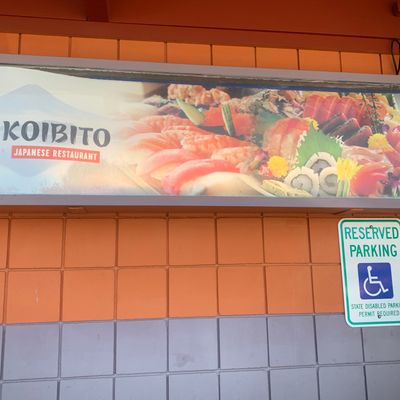 KOIBITO
JAPANESE RESTAURANT
RESERVED
PARKING
STATE DISABLED PARKING
PERMIT REQUIRED